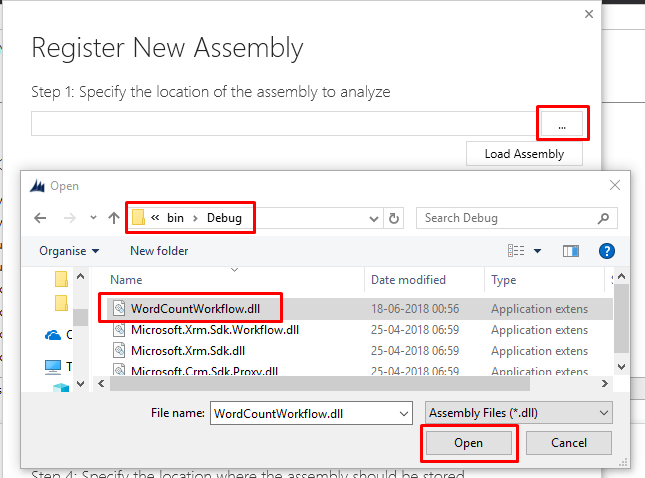 Register New Assembly
Step 1: Specify the location of the assembly to analyze
...
Load Assembly
Open
« bin > Debug
Search Debug
Organise
New folder
Name Date modified Type
WordCountWorkflow.dll 18-06-2018 00:56 Application extens
Microsoft.Xrm.Sdk.Workflow.dll 25-04-2018 06:59 Application extens
Microsoft.Xrm.Sdk.dll 25-04-2018 06:59 Application extens
Microsoft.Crm.Sdk.Proxy.dll 25-04-2018 06:59 Application extens
File name: WordCountWorkflow.dll Assembly Files (*.dll)
Open Cancel
Step 4: Specify the location where the assembly should be stored